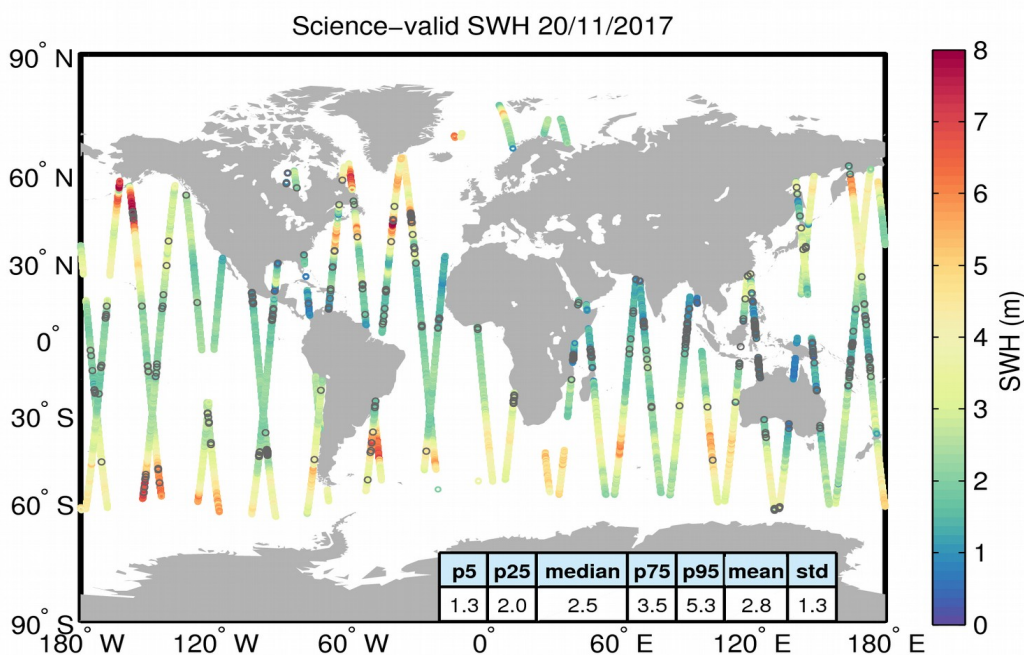 Science−valid SWH 20/11/2017
90° N
60° N
30° N
0°
30° S
60° S
90° S
180° W
120° W
60° W
0°
60° E
120° E
180° E
p5 p25 median p75 p95 mean std
1.3 2.0 2.5 3.5 5.3 2.8 1.3
8
7
6
5
4
3
2
1
0
SWH (m)